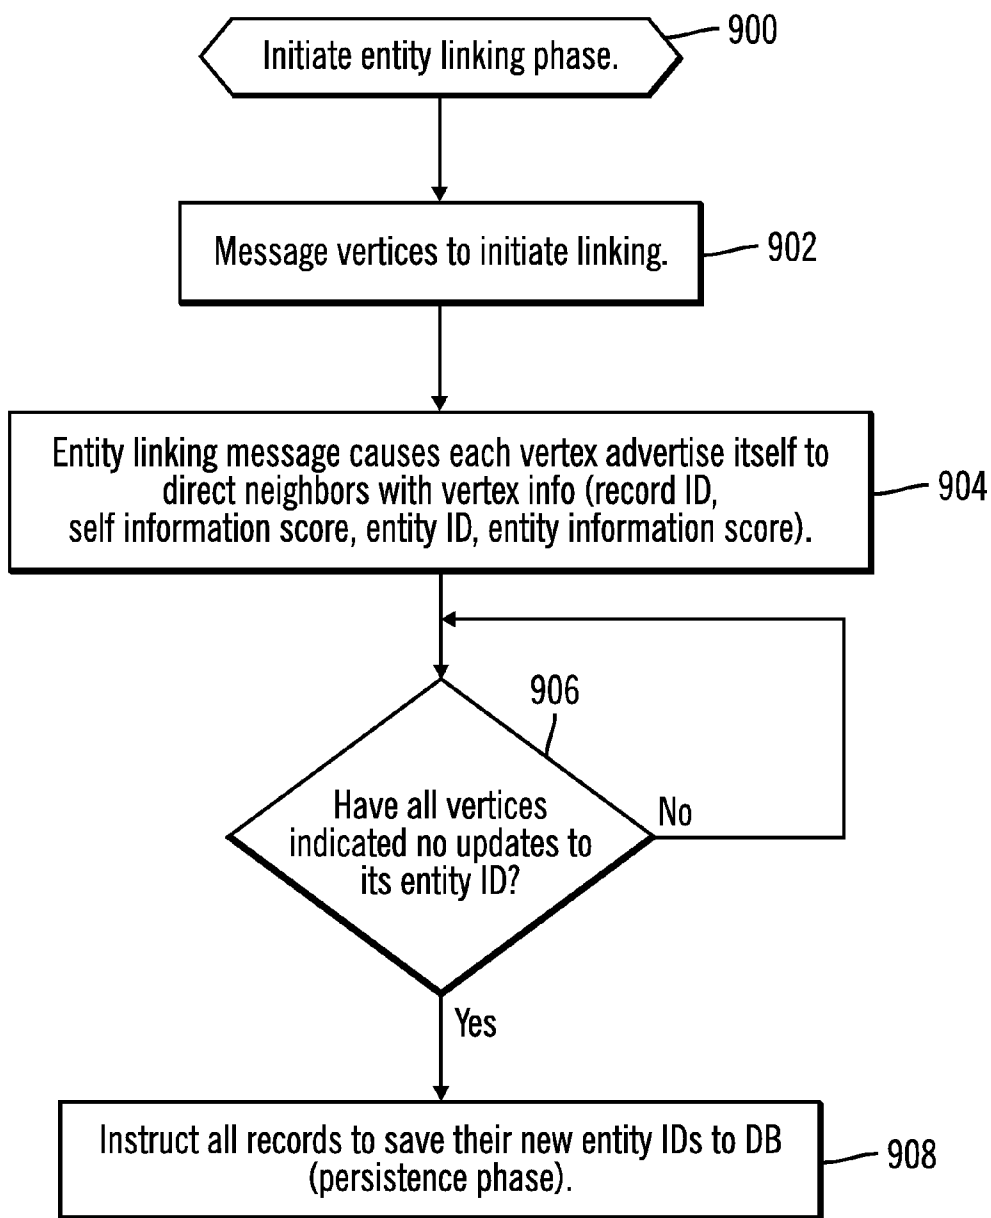 Initiate entity linking phase.
900
Message vertices to initiate linking.
902
Entity linking message causes each vertex advertise itself to
direct neighbors with vertex info (record ID,
self information score, entity ID, entity information score).
904
906
Have all vertices
indicated no updates to
its entity ID?
No
Yes
Instruct all records to save their new entity IDs to DB
(persistence phase).
908